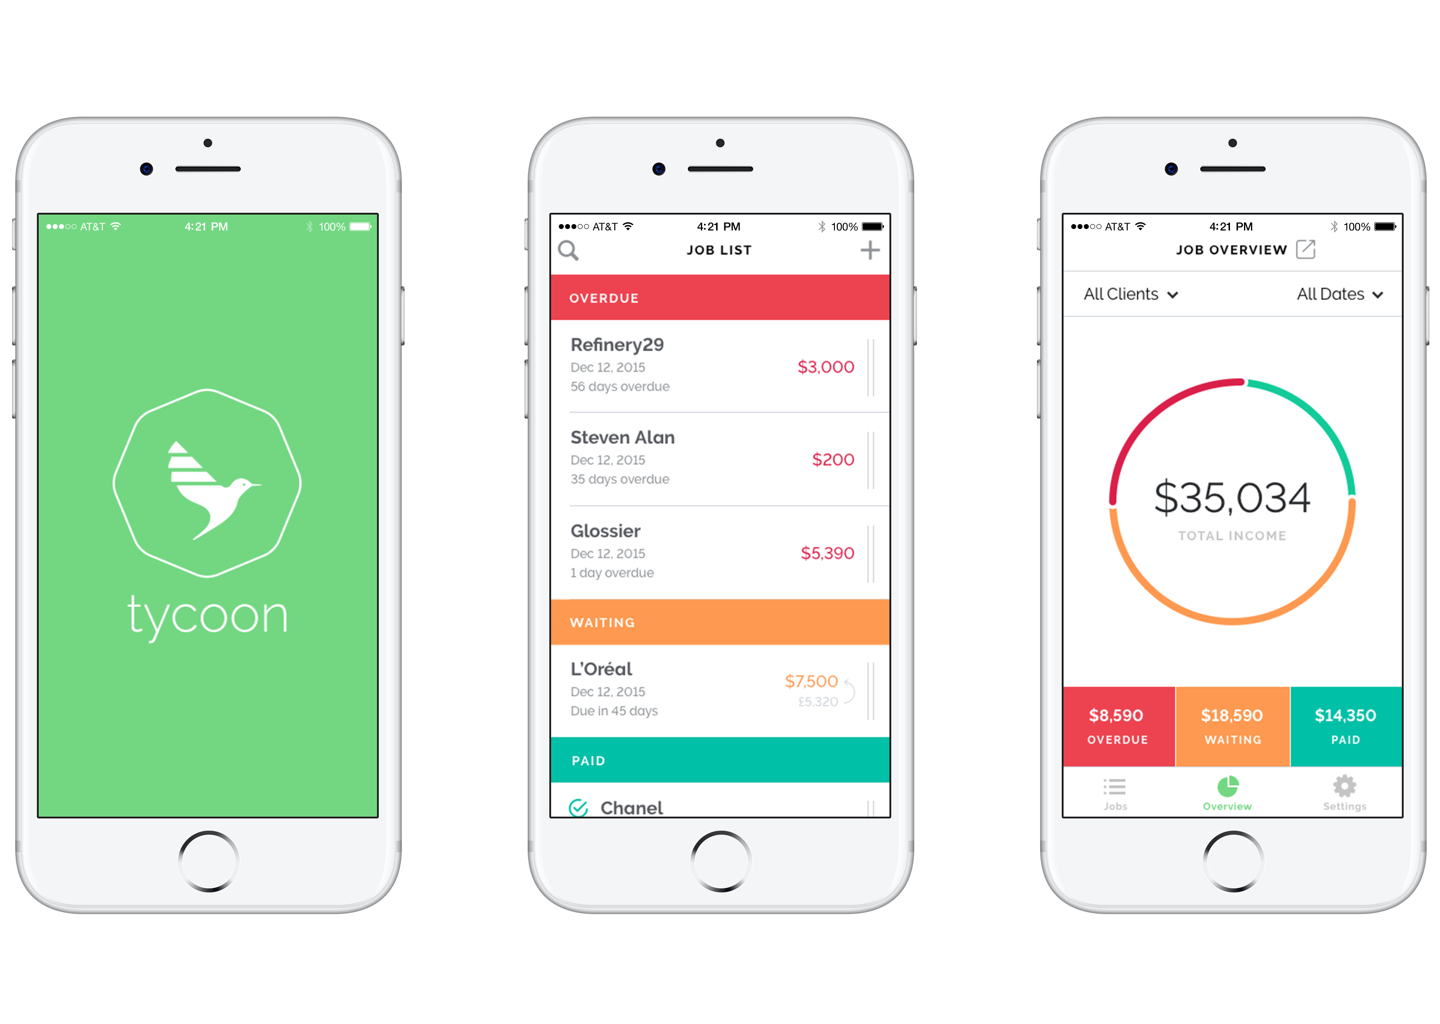 AT&T 4:21 PM 100%
tycoon
AT&T 4:21 PM 100%
JOB LIST
OVERDUE
Refinery29
Dec 12, 2015
$3,000
56 days overdue
Steven Alan
Dec 12, 2015
$200
35 days overdue
Glossier
Dec 12, 2015
$5,390
1 day overdue
WAITING
L'Oréal
$7,500
Dec 12, 2015
£5,320
Due in 45 days
PAID
Chanel
AT&T 4:21 PM 100%
JOB OVERVIEW
All Clients All Dates
$35,034
TOTAL INCOME
$8,590 $18,590 $14,350
OVERDUE WAITING PAID
Jobs Overview Settings